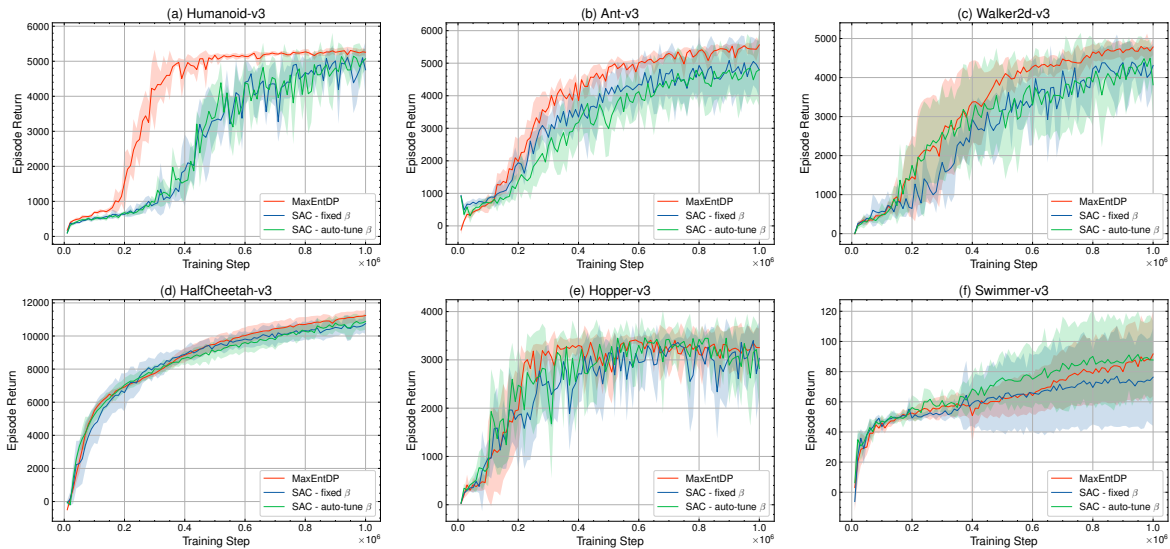 (a) Humanoid-v3
Episode Return
6000
5000
4000
3000
2000
1000
0
MaxEntDP
SAC - fixed β
SAC - auto-tune β
0.0 0.2 0.4 0.6 0.8 1.0
Training Step
×10⁶
(b) Ant-v3
Episode Return
6000
5000
4000
3000
2000
1000
0
MaxEntDP
SAC - fixed β
SAC - auto-tune β
0.0 0.2 0.4 0.6 0.8 1.0
Training Step
×10⁶
(c) Walker2d-v3
Episode Return
5000
4000
3000
2000
1000
0
MaxEntDP
SAC - fixed β
SAC - auto-tune β
0.0 0.2 0.4 0.6 0.8 1.0
Training Step
×10⁶
(d) HalfCheetah-v3
Episode Return
12000
10000
8000
6000
4000
2000
0
MaxEntDP
SAC - fixed β
SAC - auto-tune β
0.0 0.2 0.4 0.6 0.8 1.0
Training Step
×10⁶
(e) Hopper-v3
Episode Return
4000
3000
2000
1000
0
MaxEntDP
SAC - fixed β
SAC - auto-tune β
0.0 0.2 0.4 0.6 0.8 1.0
Training Step
×10⁶
(f) Swimmer-v3
Episode Return
120
100
80
60
40
20
0
MaxEntDP
SAC - fixed β
SAC - auto-tune β
0.0 0.2 0.4 0.6 0.8 1.0
Training Step
×10⁶